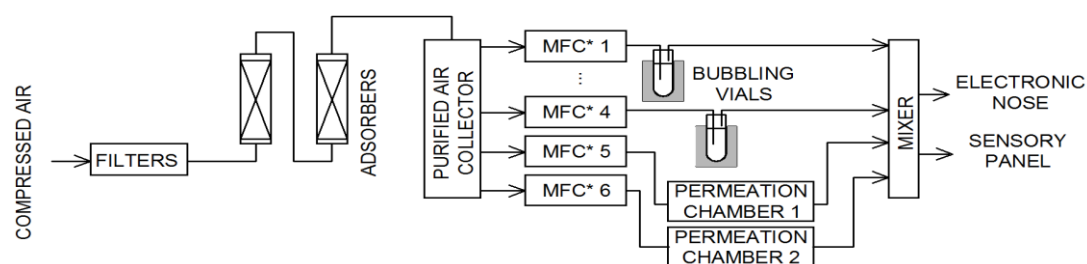 COMPRESSED AIR
FILTERS
ADSORBERS
PURIFIED AIR
COLLECTOR
MFC* 1
...
MFC* 4
MFC* 5
MFC* 6
BUBBLING
VIALS
PERMEATION
CHAMBER 1
PERMEATION
CHAMBER 2
MIXER
ELECTRONIC
NOSE
SENSORY
PANEL